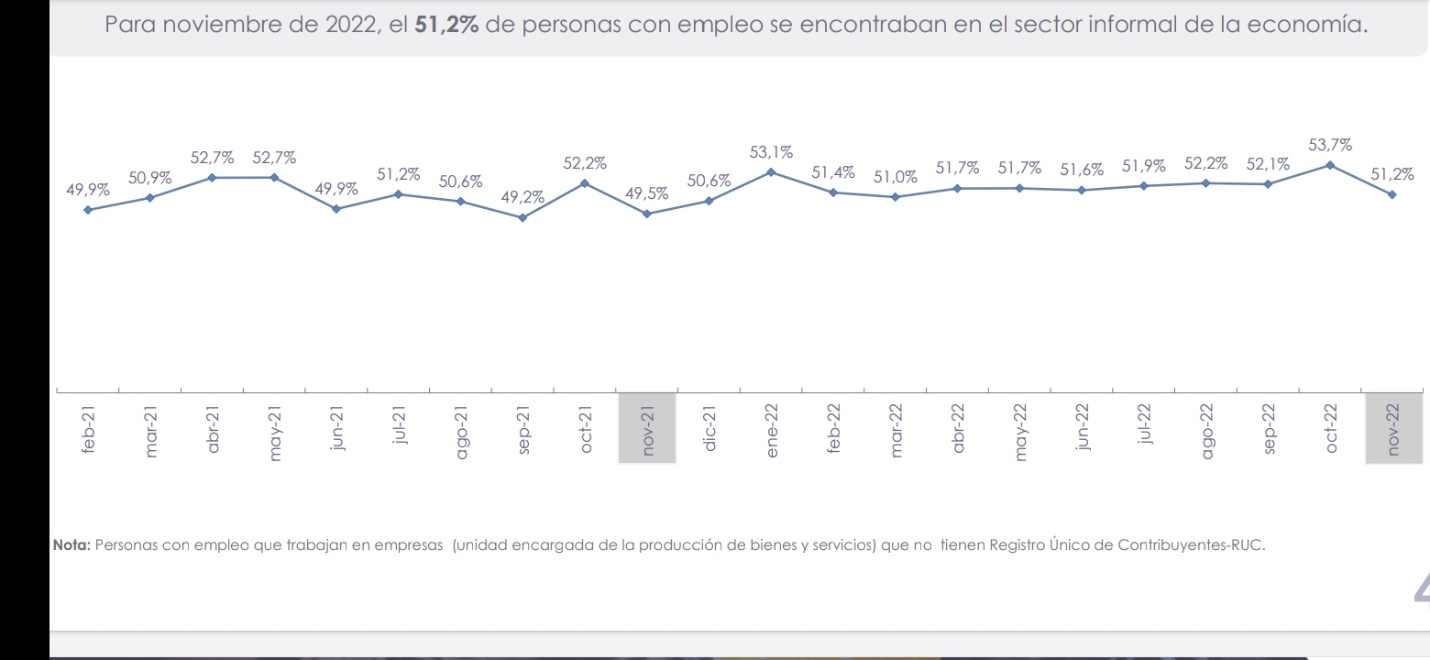 Para noviembre de 2022, el 51,2% de personas con empleo se encontraban en el sector informal de la economía.
49,9%
50,9%
52,7%
52,7%
49,9%
51,2%
50,6%
49,2%
52,2%
49,5%
50,6%
53,1%
51,4%
51,0%
51,7%
51,7%
51,6%
51,9%
52,2%
52,1%
53,7%
51,2%
feb-21
mar-21
abr-21
may-21
jun-21
jul-21
ago-21
sep-21
oct-21
nov-21
dic-21
ene-22
feb-22
mar-22
abr-22
may-22
jun-22
jul-22
ago-22
sep-22
oct-22
nov-22
Nota: Personas con empleo que trabajan en empresas (unidad encargada de la producción de bienes y servicios) que no tienen Registro Único de Contribuyentes-RUC.